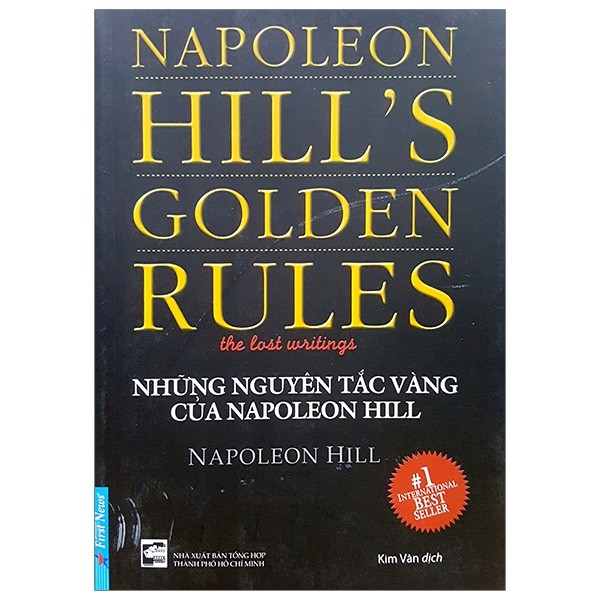 NAPOLEON
HILL'S
GOLDEN
RULES
the lost writings
NHỮNG NGUYÊN TẮC VÀNG
CỦA NAPOLEON HILL
NAPOLEON HILL
#1
INTERNATIONAL
BEST
SELLER
First News
NHÀ XUẤT BẢN TỔNG HỢP
THÀNH PHỐ HỒ CHÍ MINH
Kim Vân dịch